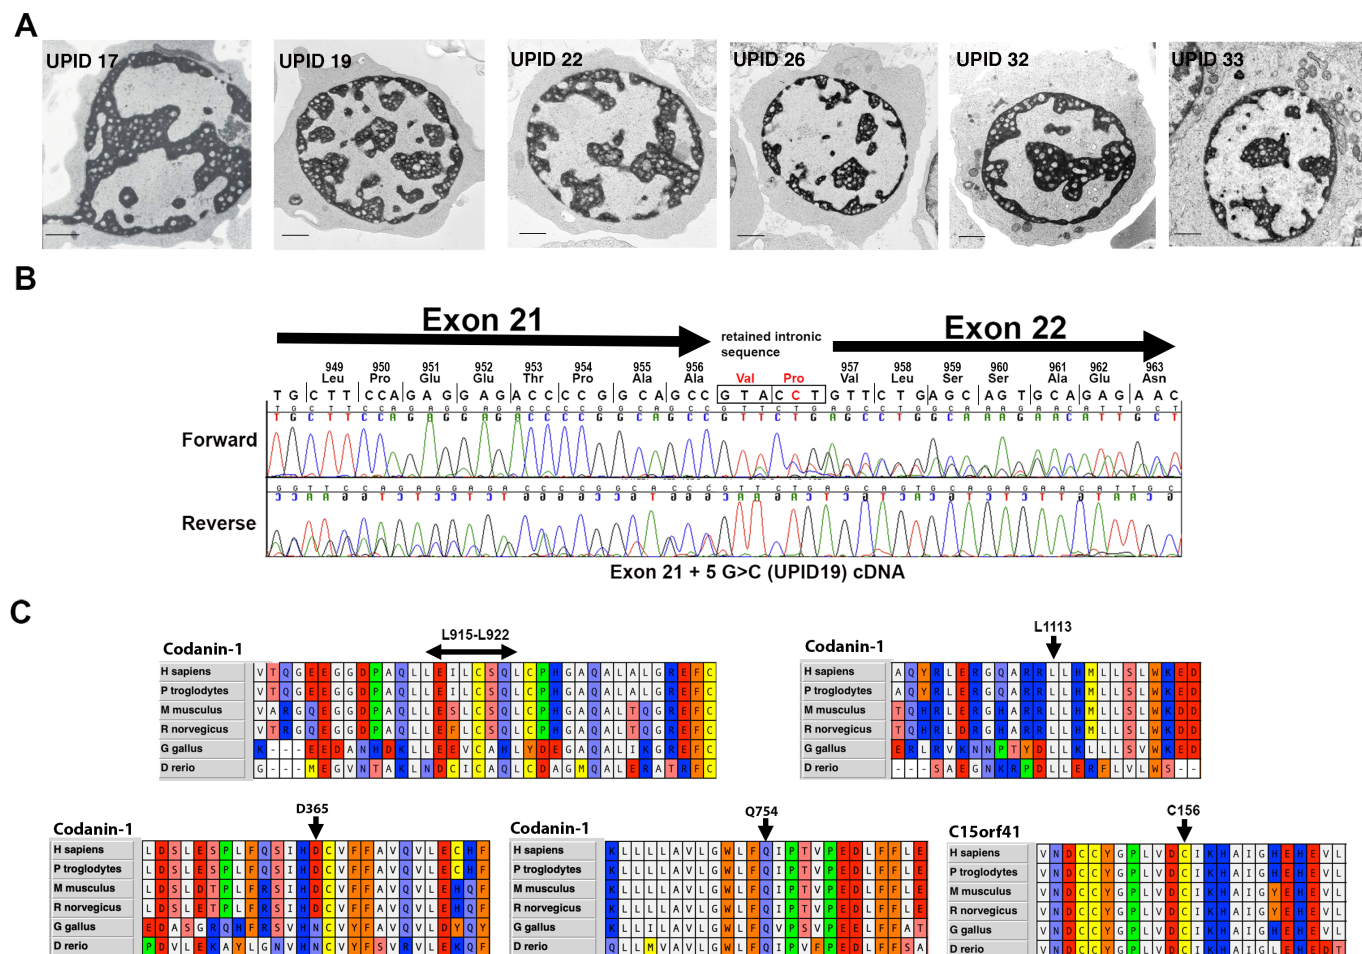 A
UPID 17
UPID 19
UPID 22
UPID 26
UPID 32
UPID 33
B
Exon 21
retained intronic
sequence
Exon 22
949 950 951 952 953 954 955 956 957 958 959 960 961 962 963
Leu Pro Glu Glu Thr Pro Ala Ala Val Pro Val Leu Ser Ser Ala Glu Asn
T G C T T C C A G A G G A G A C C C C G G C A G C C G T A C C T G T T C T G A G C A G T G C A G A G A A C
Forward
Reverse
Exon 21 + 5 G>C (UPID19) cDNA
C
Codanin-1
L915-L922
H sapiens V T Q G E E G G D P A Q L L E I L C S Q L C P H G A Q A L A L G R E F C
P troglodytes V T Q G E E G G D P A Q L L E I L C S Q L C P H G A Q A L A L G R E F C
M musculus V A R G Q E G G D P A Q L L E S L C S Q L C P H G A Q A L T Q G R E F C
R norvegicus V T R G Q E G G D P A Q L L E F L C S Q L C P H G A Q A L T Q G R E F C
G gallus K - - - E E D A N H D K L L E E V C A H L Y D E G A Q A L I K G R E F C
D rerio G - - - M E G V N T A K L N D C I C A Q L C D A G M Q A L E R A T R F C
Codanin-1
L1113
H sapiens A Q Y R L E R G Q A R R L L H M L L S L W K E D
P troglodytes A Q Y R L E R G Q A R R L L H M L L S L W K E D
M musculus T Q H R L E R G H A R R L L H M L L S L W K D D
R norvegicus T Q H R L E R G H A R R L L H M L L S L W K D D
G gallus E R L R V K N N P T Y D L L K L L L S V W K E D
D rerio - - - S A E G N K R P D L L E R F L V L W S - -
Codanin-1
D365
H sapiens L D S L E S P L F Q S I H D C V F F A V Q V L E C H F
P troglodytes L D S L E S P L F Q S I H D C V F F A V Q V L E C H F
M musculus L D S L D T P L F R S I H D C V F F A V Q V L E H Q F
R norvegicus L D S L E T P L F R S I H D C V F F A V Q V L E H Q F
G gallus E D A S G R Q H F R S V H N C V Y F A V Q V L D Y Q Y
D rerio P D V L E K A Y L G N V H N C V Y F S V R V L E K Q F
Codanin-1
Q754
H sapiens K L L L L A V L G W L F Q I P T V P E D L F F L E
P troglodytes K L L L L A V L G W L F Q I P T V P E D L F F L E
M musculus K L L L L A V L G W L F Q I P T V P E D L F F L E
R norvegicus K L L L L A V L G W L F Q I P T V P E D L F F L E
G gallus K L L I L A V L G W L F Q V P S V P E E L F F A T
D rerio Q L L M V A V L G W L F Q I P F V P E D L F F S A
C15orf41
C156
H sapiens V N D C C Y G P L V D C I K H A I G H E H E V L
P troglodytes V N D C C Y G P L V D C I K H A I G H E H E V L
M musculus V N D C C Y G P L V D C I K H A I G Y E H E V L
R norvegicus V N D C C Y G P L V D C I K H A I G Y E H E V L
G gallus V N D C C Y G P L V D C I K H A I G H E H E V L
D rerio V N D C C Y G P L V D C I K H A I G L E H E D T